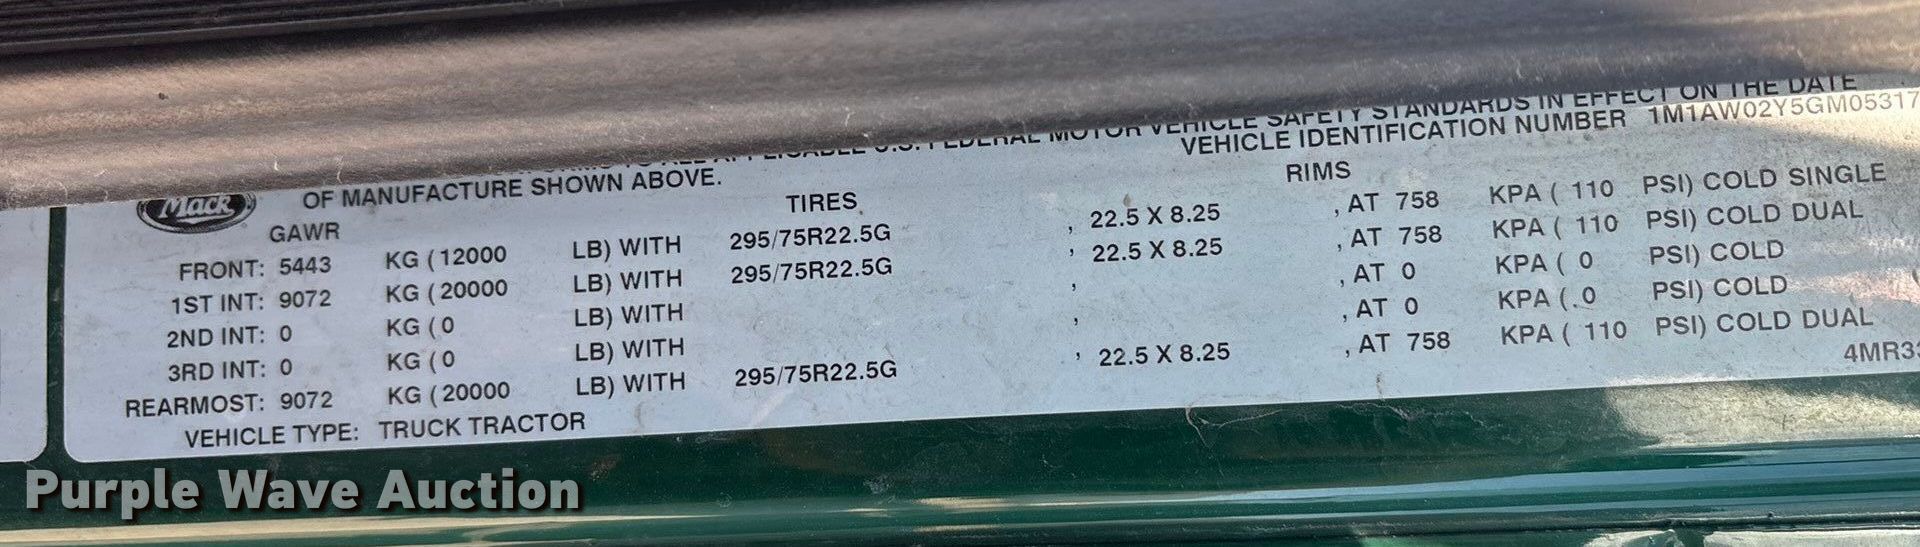 APPLICABLE U.S. FEDERAL MOTOR VEHICLE SAFETY STANDARDS IN EFFECT ON THE DATE
OF MANUFACTURE SHOWN ABOVE.
VEHICLE IDENTIFICATION NUMBER 1M1AW02Y5GM05317
Mack
GAWR TIRES RIMS
FRONT: 5443 KG ( 12000 LB) WITH 295/75R22.5G , 22.5 X 8.25 , AT 758 KPA ( 110 PSI) COLD SINGLE
1ST INT: 9072 KG ( 20000 LB) WITH 295/75R22.5G , 22.5 X 8.25 , AT 758 KPA ( 110 PSI) COLD DUAL
2ND INT: 0 KG ( 0 LB) WITH , , AT 0 KPA ( 0 PSI) COLD
3RD INT: 0 KG ( 0 LB) WITH , , AT 0 KPA ( 0 PSI) COLD
REARMOST: 9072 KG ( 20000 LB) WITH 295/75R22.5G , 22.5 X 8.25 , AT 758 KPA ( 110 PSI) COLD DUAL
VEHICLE TYPE: TRUCK TRACTOR
4MR33
Purple Wave Auction